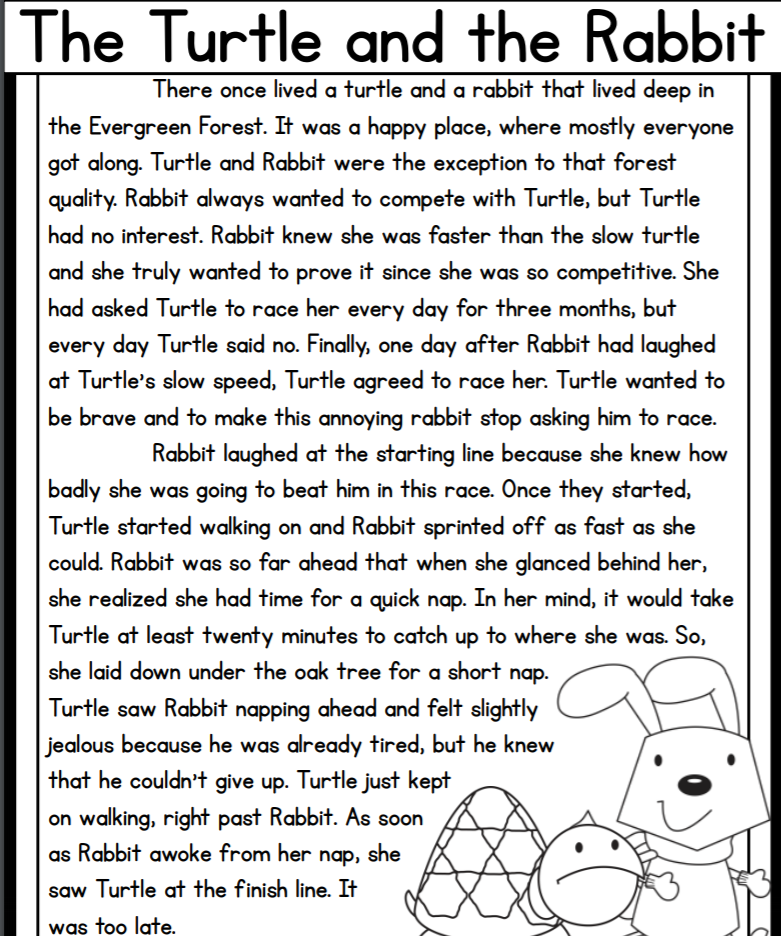 The Turtle and the Rabbit
There once lived a turtle and a rabbit that lived deep in
the Evergreen Forest. It was a happy place, where mostly everyone
got along. Turtle and Rabbit were the exception to that forest
quality. Rabbit always wanted to compete with Turtle, but Turtle
had no interest. Rabbit knew she was faster than the slow turtle
and she truly wanted to prove it since she was so competitive. She
had asked Turtle to race her every day for three months, but
every day Turtle said no. Finally, one day after Rabbit had laughed
at Turtle's slow speed, Turtle agreed to race her. Turtle wanted to
be brave and to make this annoying rabbit stop asking him to race.
Rabbit laughed at the starting line because she knew how
badly she was going to beat him in this race. Once they started,
Turtle started walking on and Rabbit sprinted off as fast as she
could. Rabbit was so far ahead that when she glanced behind her,
she realized she had time for a quick nap. In her mind, it would take
Turtle at least twenty minutes to catch up to where she was. So,
she laid down under the oak tree for a short nap.
Turtle saw Rabbit napping ahead and felt slightly
jealous because he was already tired, but he knew
that he couldn't give up. Turtle just kept
on walking, right past Rabbit. As soon
as Rabbit awoke from her nap, she
saw Turtle at the finish line. It
was too late.